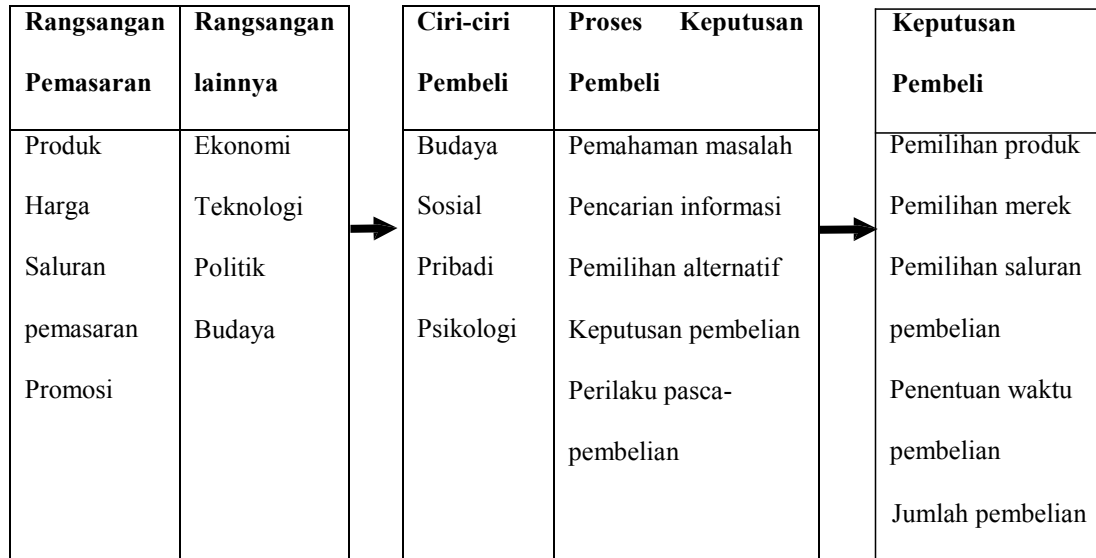 Rangsangan
Pemasaran
Produk
Harga
Saluran
pemasaran
Promosi
Rangsangan
lainnya
Ekonomi
Teknologi
Politik
Budaya
Ciri-ciri
Pembeli
Budaya
Sosial
Pribadi
Psikologi
Proses Keputusan
Pembeli
Pemahaman masalah
Pencarian informasi
Pemilihan alternatif
Keputusan pembelian
Perilaku pasca-
pembelian
Keputusan
Pembeli
Pemilihan produk
Pemilihan merek
Pemilihan saluran
pembelian
Penentuan waktu
pembelian
Jumlah pembelian